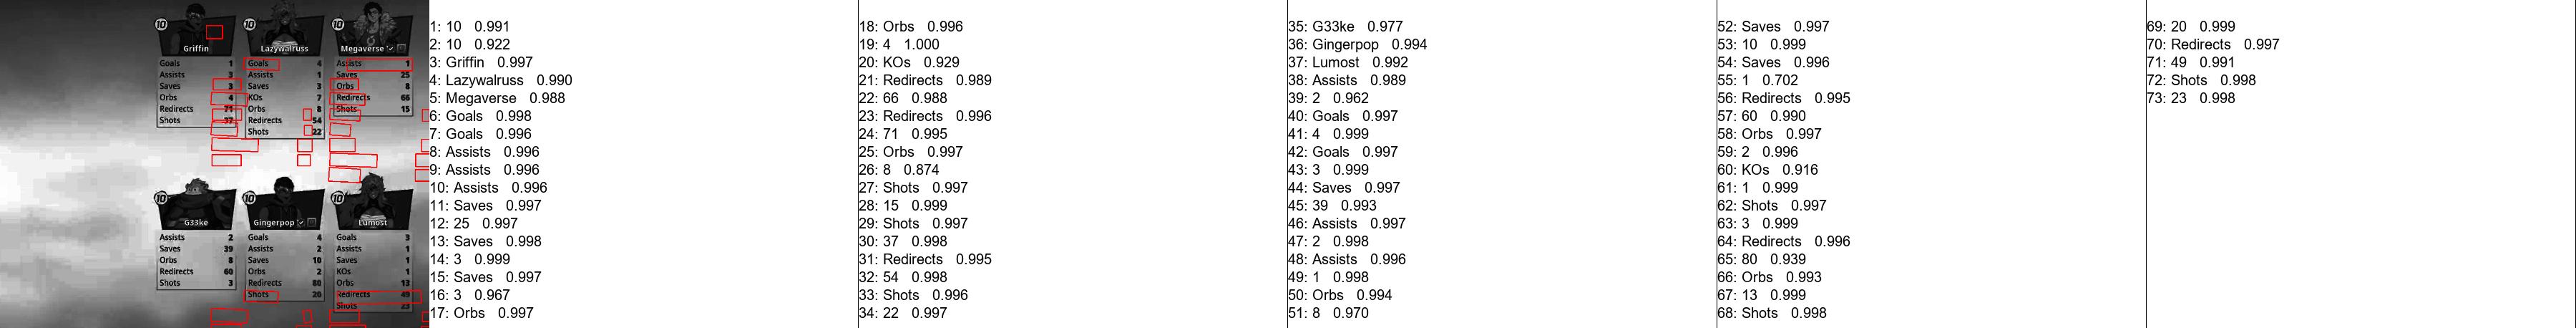 10
Griffin
Goals 1
Assists 3
Saves 3
Orbs 4
Redirects 71
Shots 37
10
Lazywalruss
Goals 4
Assists 1
Saves 3
KOs 7
Orbs 8
Redirects 54
Shots 22
10
Megaverse
Assists 1
Saves 25
Orbs 8
Redirects 66
Shots 15
10
G33ke
Assists 2
Saves 39
Orbs 8
Redirects 60
Shots 3
10
Gingerpop
Goals 4
Assists 2
Saves 10
Orbs 2
Redirects 80
Shots 20
10
Lumost
Goals 3
Assists 1
Saves 1
KOs 1
Orbs 13
Redirects 49
Shots 23
1: 10 0.991
2: 10 0.922
3: Griffin 0.997
4: Lazywalruss 0.990
5: Megaverse 0.988
6: Goals 0.998
7: Goals 0.996
8: Assists 0.996
9: Assists 0.996
10: Assists 0.996
11: Saves 0.997
12: 25 0.997
13: Saves 0.998
14: 3 0.999
15: Saves 0.997
16: 3 0.967
17: Orbs 0.997
18: Orbs 0.996
19: 4 1.000
20: KOs 0.929
21: Redirects 0.989
22: 66 0.988
23: Redirects 0.996
24: 71 0.995
25: Orbs 0.997
26: 8 0.874
27: Shots 0.997
28: 15 0.999
29: Shots 0.997
30: 37 0.998
31: Redirects 0.995
32: 54 0.998
33: Shots 0.996
34: 22 0.997
35: G33ke 0.977
36: Gingerpop 0.994
37: Lumost 0.992
38: Assists 0.989
39: 2 0.962
40: Goals 0.997
41: 4 0.999
42: Goals 0.997
43: 3 0.999
44: Saves 0.997
45: 39 0.993
46: Assists 0.997
47: 2 0.998
48: Assists 0.996
49: 1 0.998
50: Orbs 0.994
51: 8 0.970
52: Saves 0.997
53: 10 0.999
54: Saves 0.996
55: 1 0.702
56: Redirects 0.995
57: 60 0.990
58: Orbs 0.997
59: 2 0.996
60: KOs 0.916
61: 1 0.999
62: Shots 0.997
63: 3 0.999
64: Redirects 0.996
65: 80 0.939
66: Orbs 0.993
67: 13 0.999
68: Shots 0.998
69: 20 0.999
70: Redirects 0.997
71: 49 0.991
72: Shots 0.998
73: 23 0.998